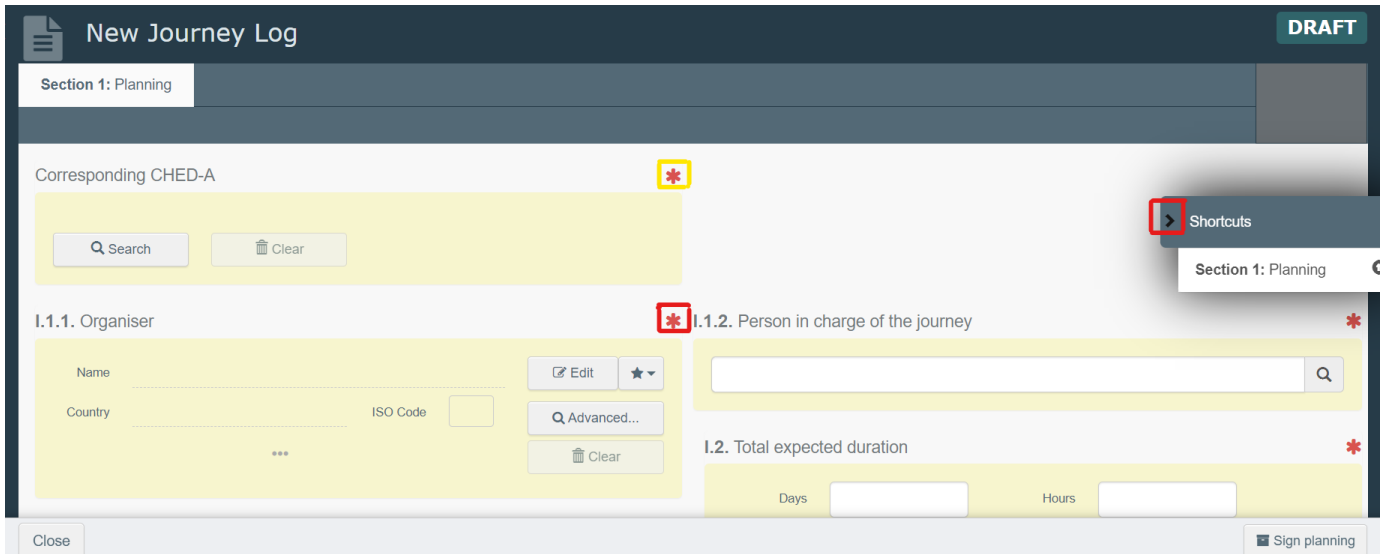 New Journey Log
DRAFT
Section 1: Planning
Corresponding CHED-A *
Search
Clear
Shortcuts
Section 1: Planning
I.1.1. Organiser *
I.1.2. Person in charge of the journey *
Name
Edit
Country
ISO Code
Advanced...
Clear
I.2. Total expected duration *
Days
Hours
Close
Sign planning